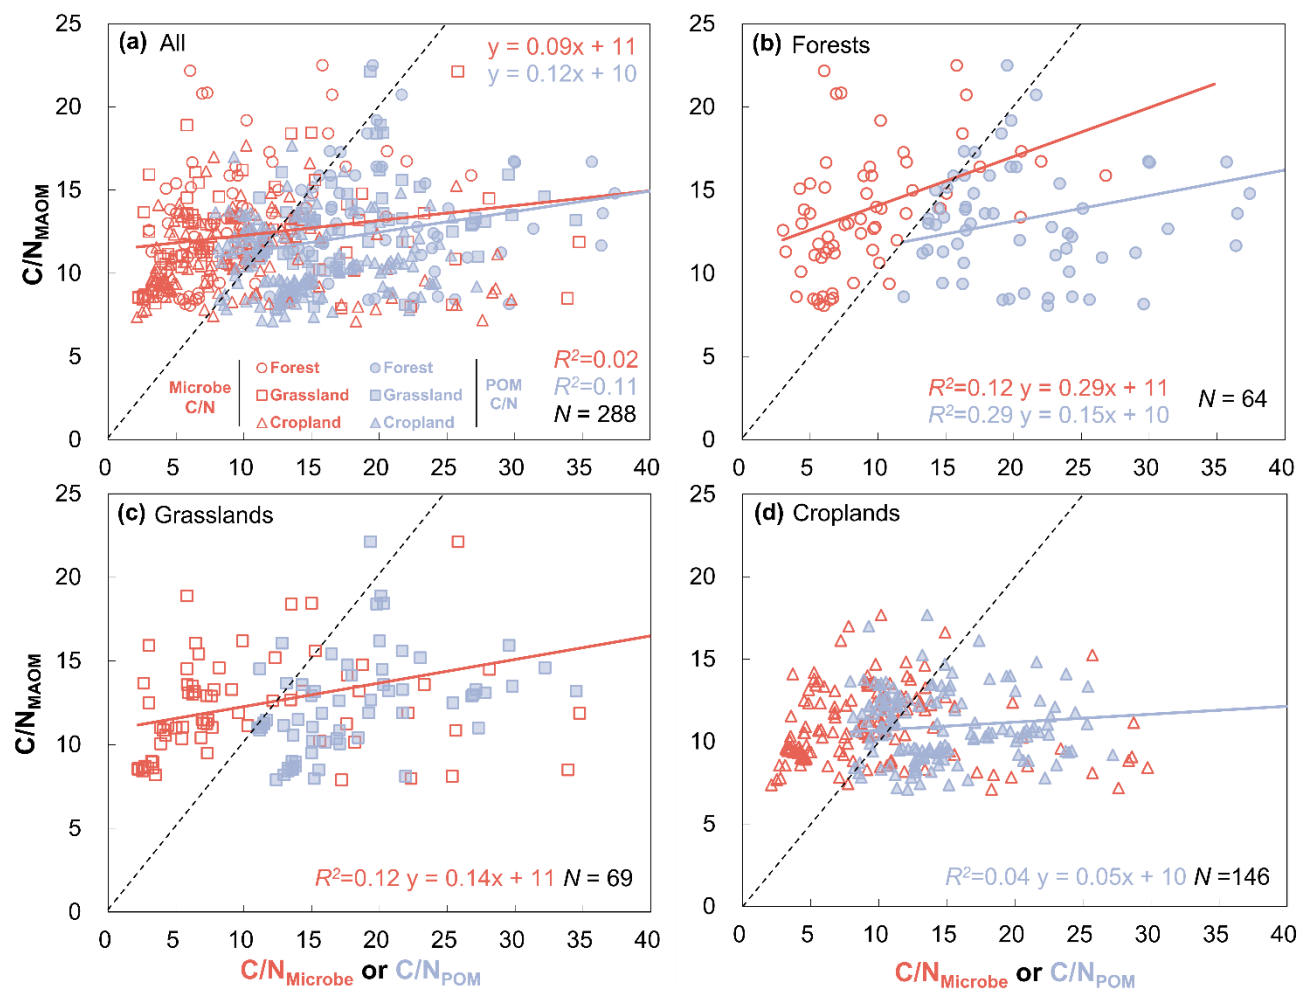 (a) All
y = 0.09x + 11
y = 0.12x + 10
C/N_MAOM
25
20
15
10
5
0
Microbe
C/N
Forest
Grassland
Cropland
Forest
Grassland
Cropland
POM
C/N
R²=0.02
R²=0.11
N = 288
0 5 10 15 20 25 30 35 40
(b) Forests
25
20
15
10
5
0
R²=0.12 y = 0.29x + 11
R²=0.29 y = 0.15x + 10
N = 64
0 5 10 15 20 25 30 35 40
(c) Grasslands
C/N_MAOM
25
20
15
10
5
0
R²=0.12 y = 0.14x + 11 N = 69
0 5 10 15 20 25 30 35 40
C/N_Microbe or C/N_POM
(d) Croplands
25
20
15
10
5
0
R²=0.04 y = 0.05x + 10 N =146
0 5 10 15 20 25 30 35 40
C/N_Microbe or C/N_POM